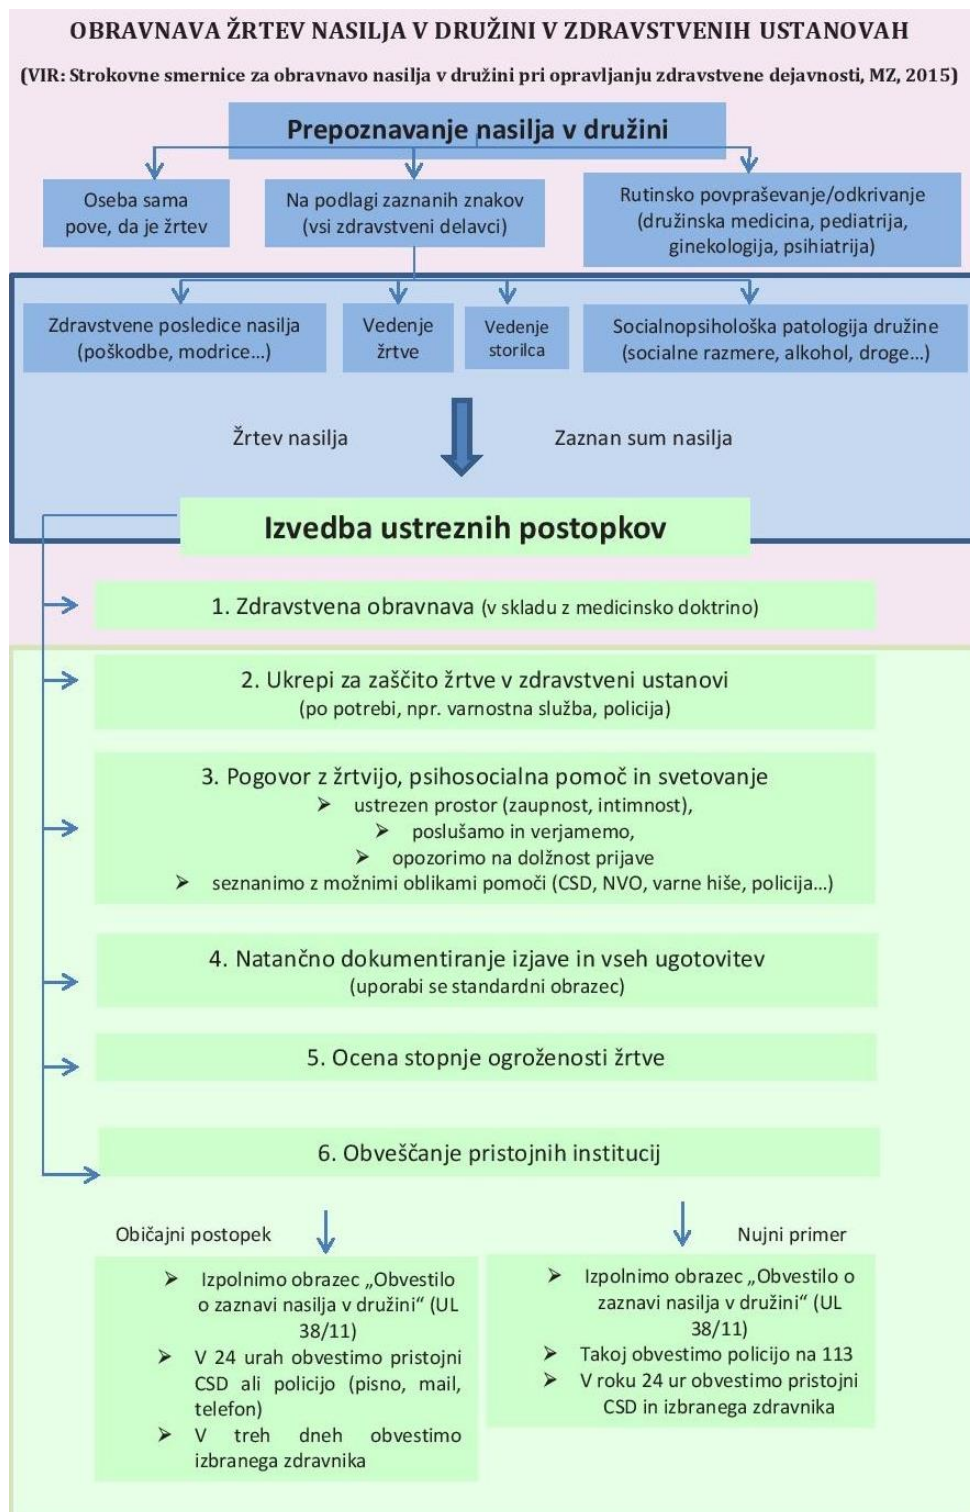 OBRAVNAVA ŽRTEV NASILJA V DRUŽINI V ZDRAVSTVENIH USTANOVAH
(VIR: Strokovne smernice za obravnavo nasilja v družini pri opravljanju zdravstvene dejavnosti, MZ, 2015)
Prepoznavanje nasilja v družini
Oseba sama
pove, da je žrtev
Na podlagi zaznanih znakov
(vsi zdravstveni delavci)
Rutinsko povpraševanje/odkrivanje
(družinska medicina, pediatrija,
ginekologija, psihiatrija)
Zdravstvene posledice nasilja
(poškodbe, modrice…)
Vedenje
žrtve
Vedenje
storilca
Socialnopsihološka patologija družine
(socialne razmere, alkohol, droge…)
Žrtev nasilja
Zaznan sum nasilja
Izvedba ustreznih postopkov
1. Zdravstvena obravnava (v skladu z medicinsko doktrino)
2. Ukrepi za zaščito žrtve v zdravstveni ustanovi
(po potrebi, npr. varnostna služba, policija)
3. Pogovor z žrtvijo, psihosocialna pomoč in svetovanje
➢ ustrezen prostor (zaupnost, intimnost),
➢ poslušamo in verjamemo,
➢ opozorimo na dolžnost prijave
➢ seznanimo z možnimi oblikami pomoči (CSD, NVO, varne hiše, policija…)
4. Natančno dokumentiranje izjave in vseh ugotovitev
(uporabi se standardni obrazec)
5. Ocena stopnje ogroženosti žrtve
6. Obveščanje pristojnih institucij
Običajni postopek
➢ Izpolnimo obrazec „Obvestilo
o zaznavi nasilja v družini“ (UL
38/11)
➢ V 24 urah obvestimo pristojni
CSD ali policijo (pisno, mail,
telefon)
➢ V treh dneh obvestimo
izbranega zdravnika
Nujni primer
➢ Izpolnimo obrazec „Obvestilo o
zaznavi nasilja v družini“ (UL
38/11)
➢ Takoj obvestimo policijo na 113
➢ V roku 24 ur obvestimo pristojni
CSD in izbranega zdravnika